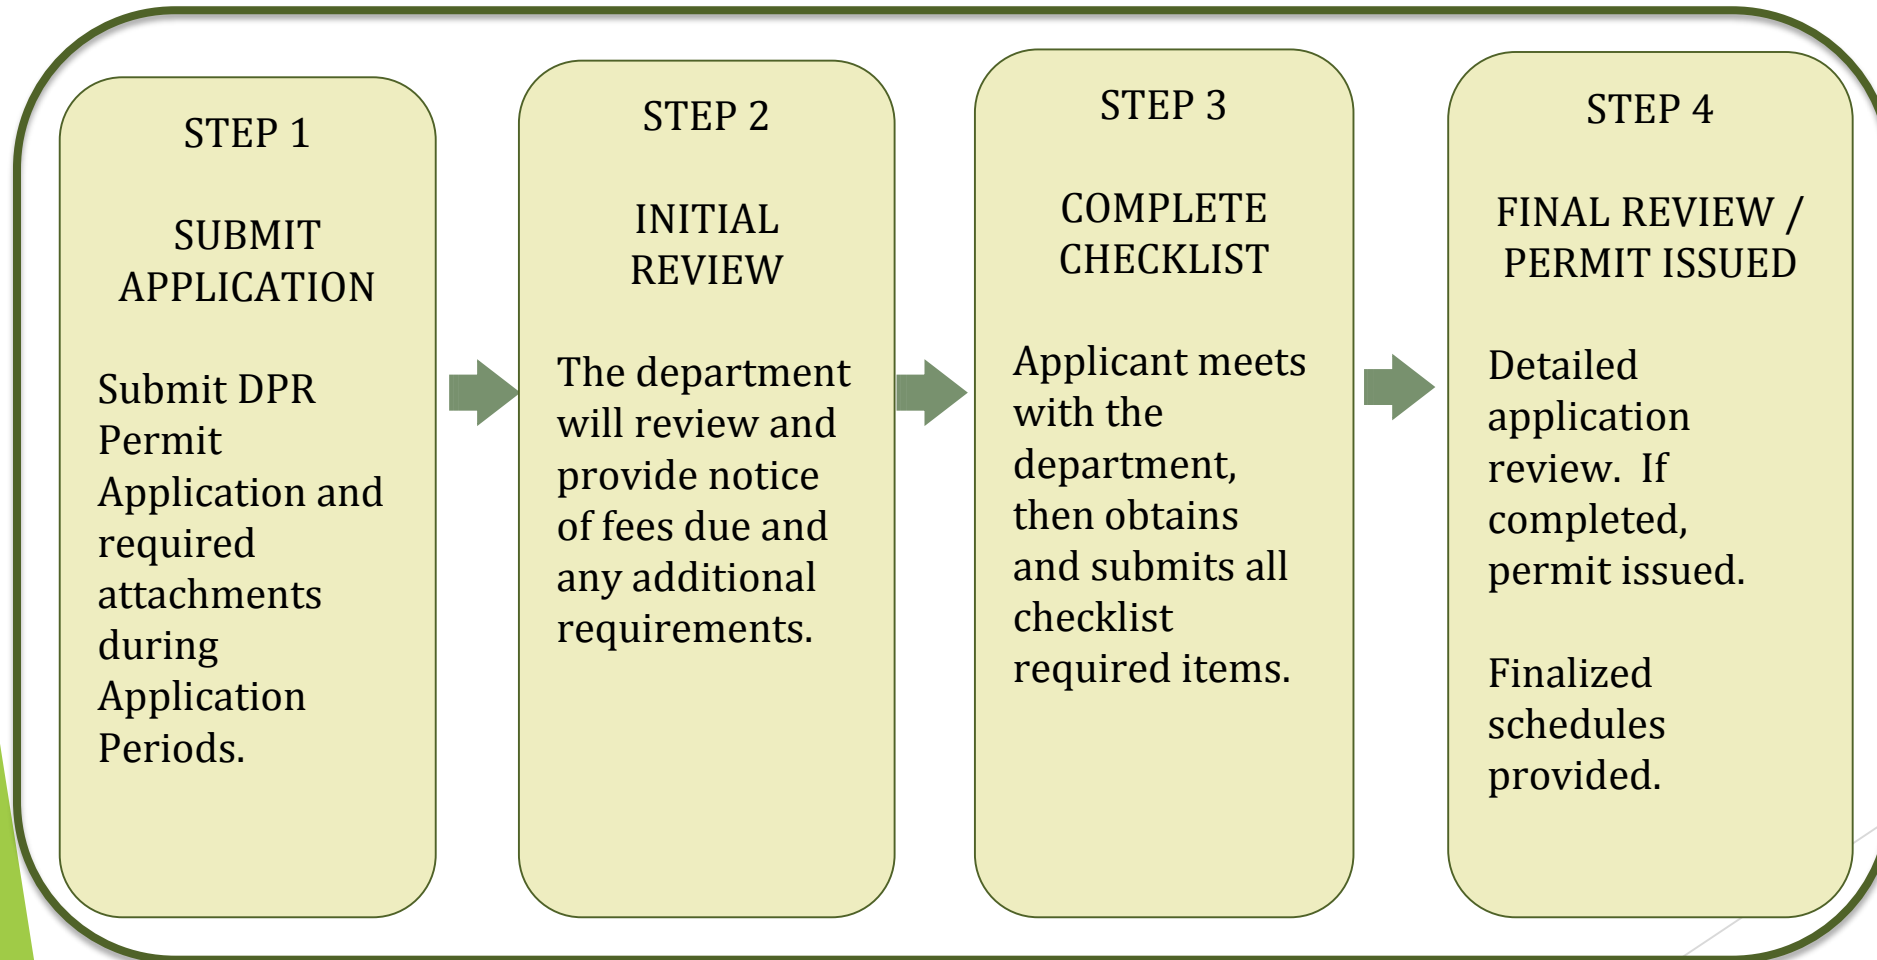 STEP 1
SUBMIT
APPLICATION
Submit DPR
Permit
Application and
required
attachments
during
Application
Periods.
STEP 2
INITIAL
REVIEW
The department
will review and
provide notice
of fees due and
any additional
requirements.
STEP 3
COMPLETE
CHECKLIST
Applicant meets
with the
department,
then obtains
and submits all
checklist
required items.
STEP 4
FINAL REVIEW /
PERMIT ISSUED
Detailed
application
review.  If
completed,
permit issued.
Finalized
schedules
provided.